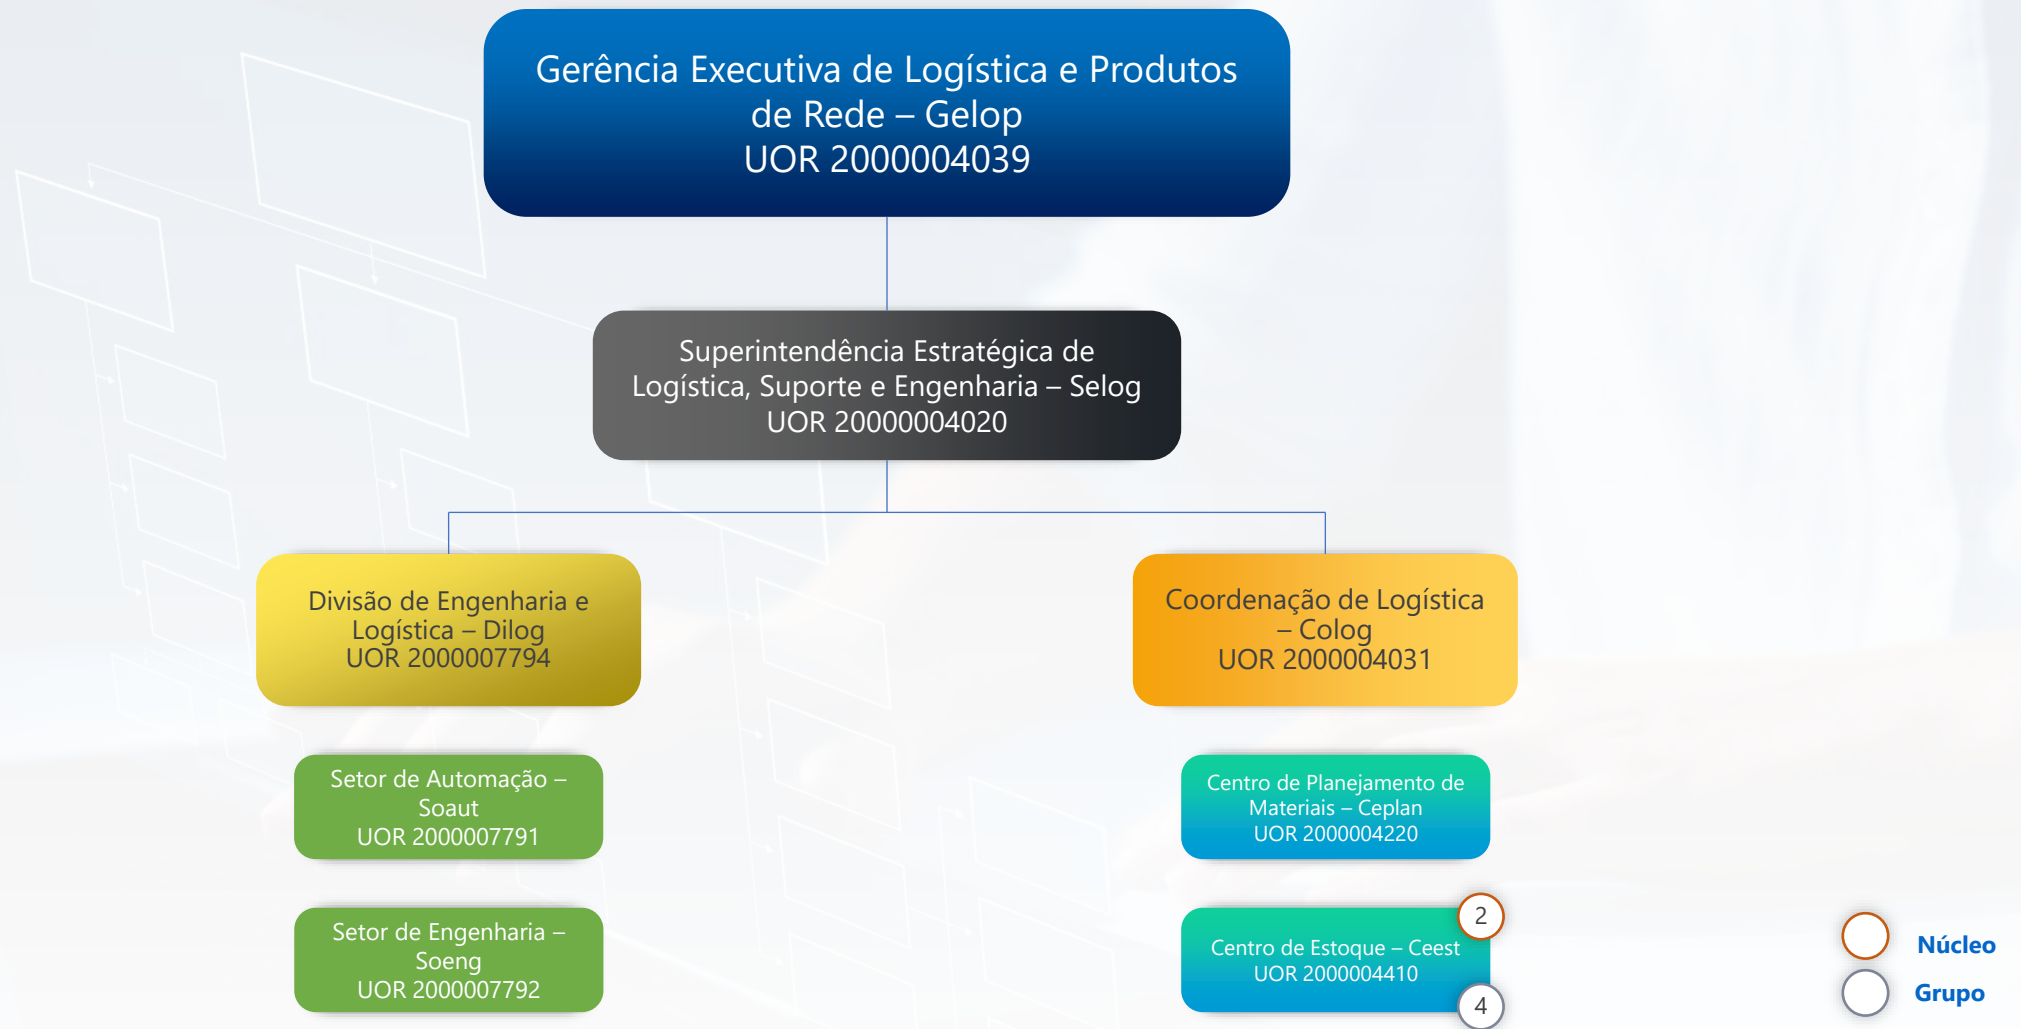 Gerência Executiva de Logística e Produtos
de Rede – Gelop
UOR 2000004039
Superintendência Estratégica de
Logística, Suporte e Engenharia – Selog
UOR 20000004020
Divisão de Engenharia e
Logística – Dilog
UOR 2000007794
Coordenação de Logística
– Colog
UOR 2000004031
Setor de Automação –
Soaut
UOR 2000007791
Centro de Planejamento de
Materiais – Ceplan
UOR 2000004220
Setor de Engenharia –
Soeng
UOR 2000007792
2
Centro de Estoque – Ceest
UOR 2000004410
4
Núcleo
Grupo